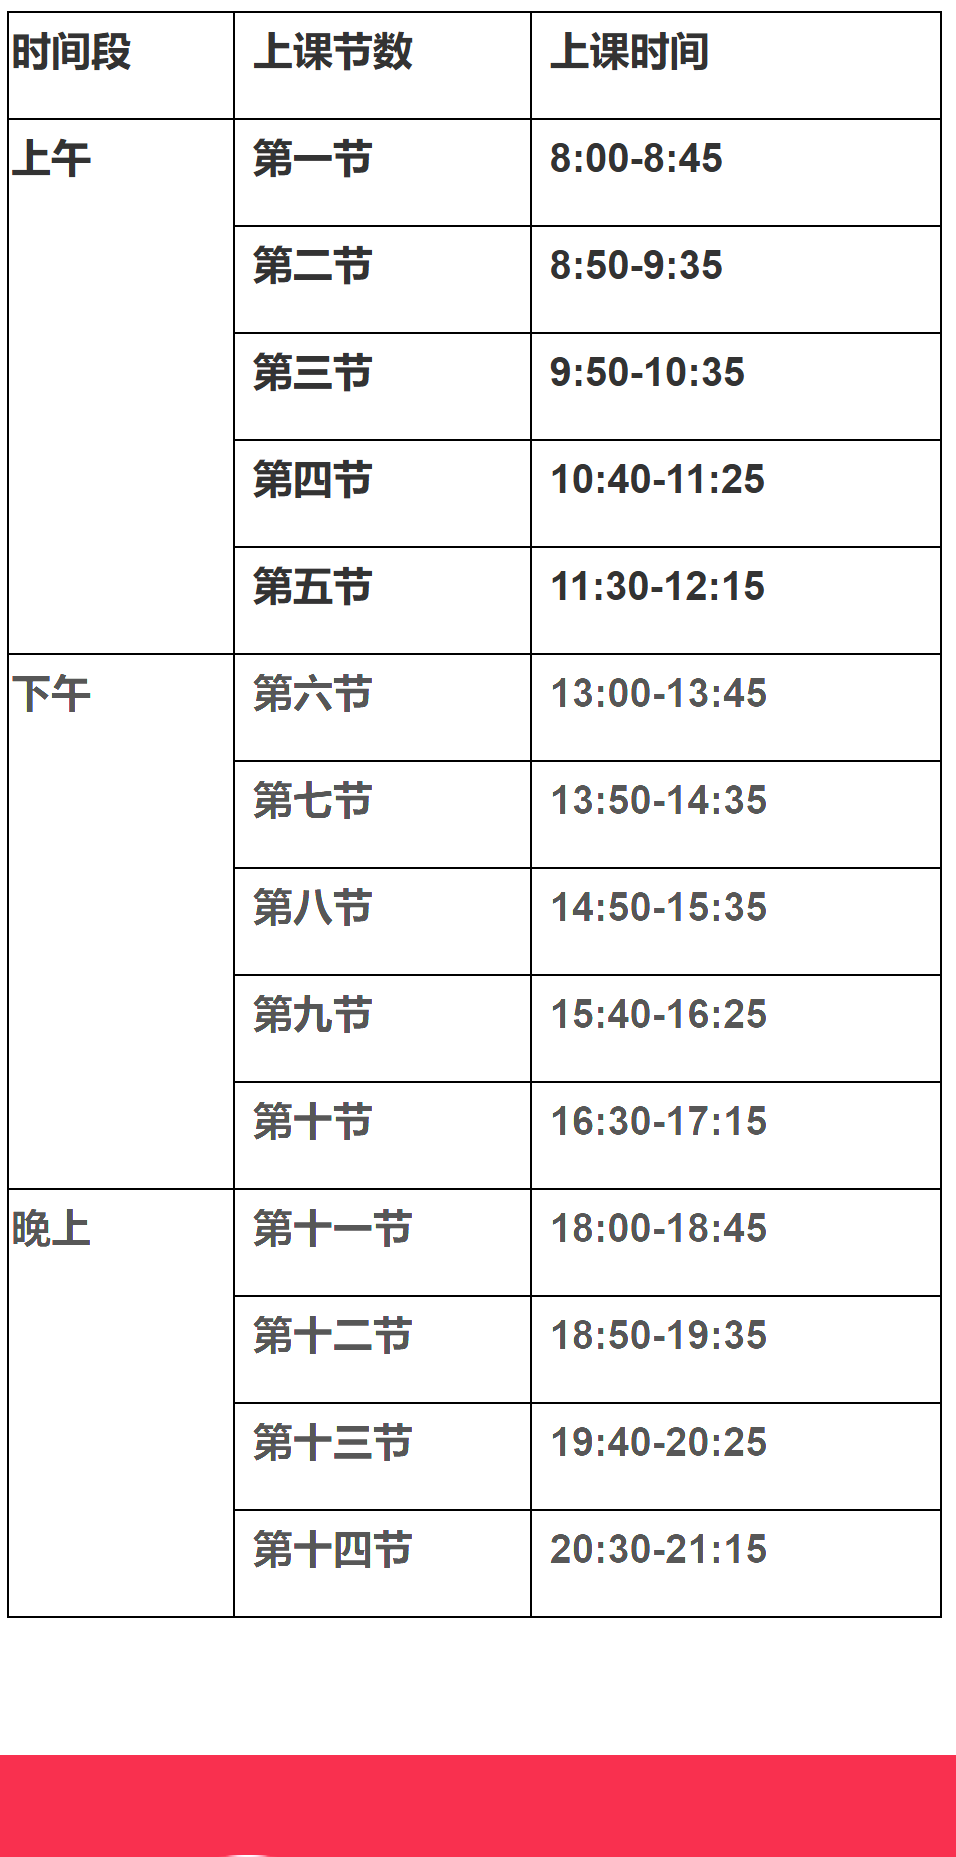 时间段 上课节数 上课时间
上午 第一节 8:00-8:45
第二节 8:50-9:35
第三节 9:50-10:35
第四节 10:40-11:25
第五节 11:30-12:15
下午 第六节 13:00-13:45
第七节 13:50-14:35
第八节 14:50-15:35
第九节 15:40-16:25
第十节 16:30-17:15
晚上 第十一节 18:00-18:45
第十二节 18:50-19:35
第十三节 19:40-20:25
第十四节 20:30-21:15